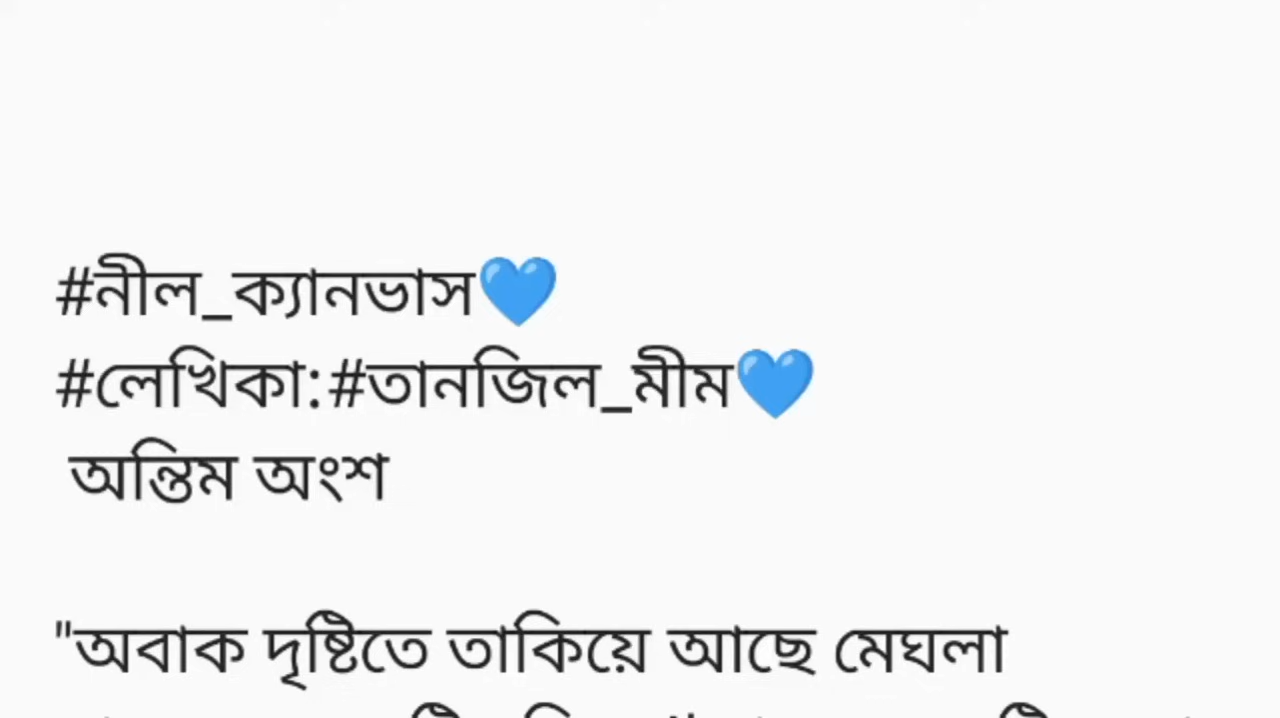 #নীল_ক্যানভাস💙
#লেখিকা:#তানজিল_মীম💙
অন্তিম অংশ
"অবাক দৃষ্টিতে তাকিয়ে আছে মেঘলা